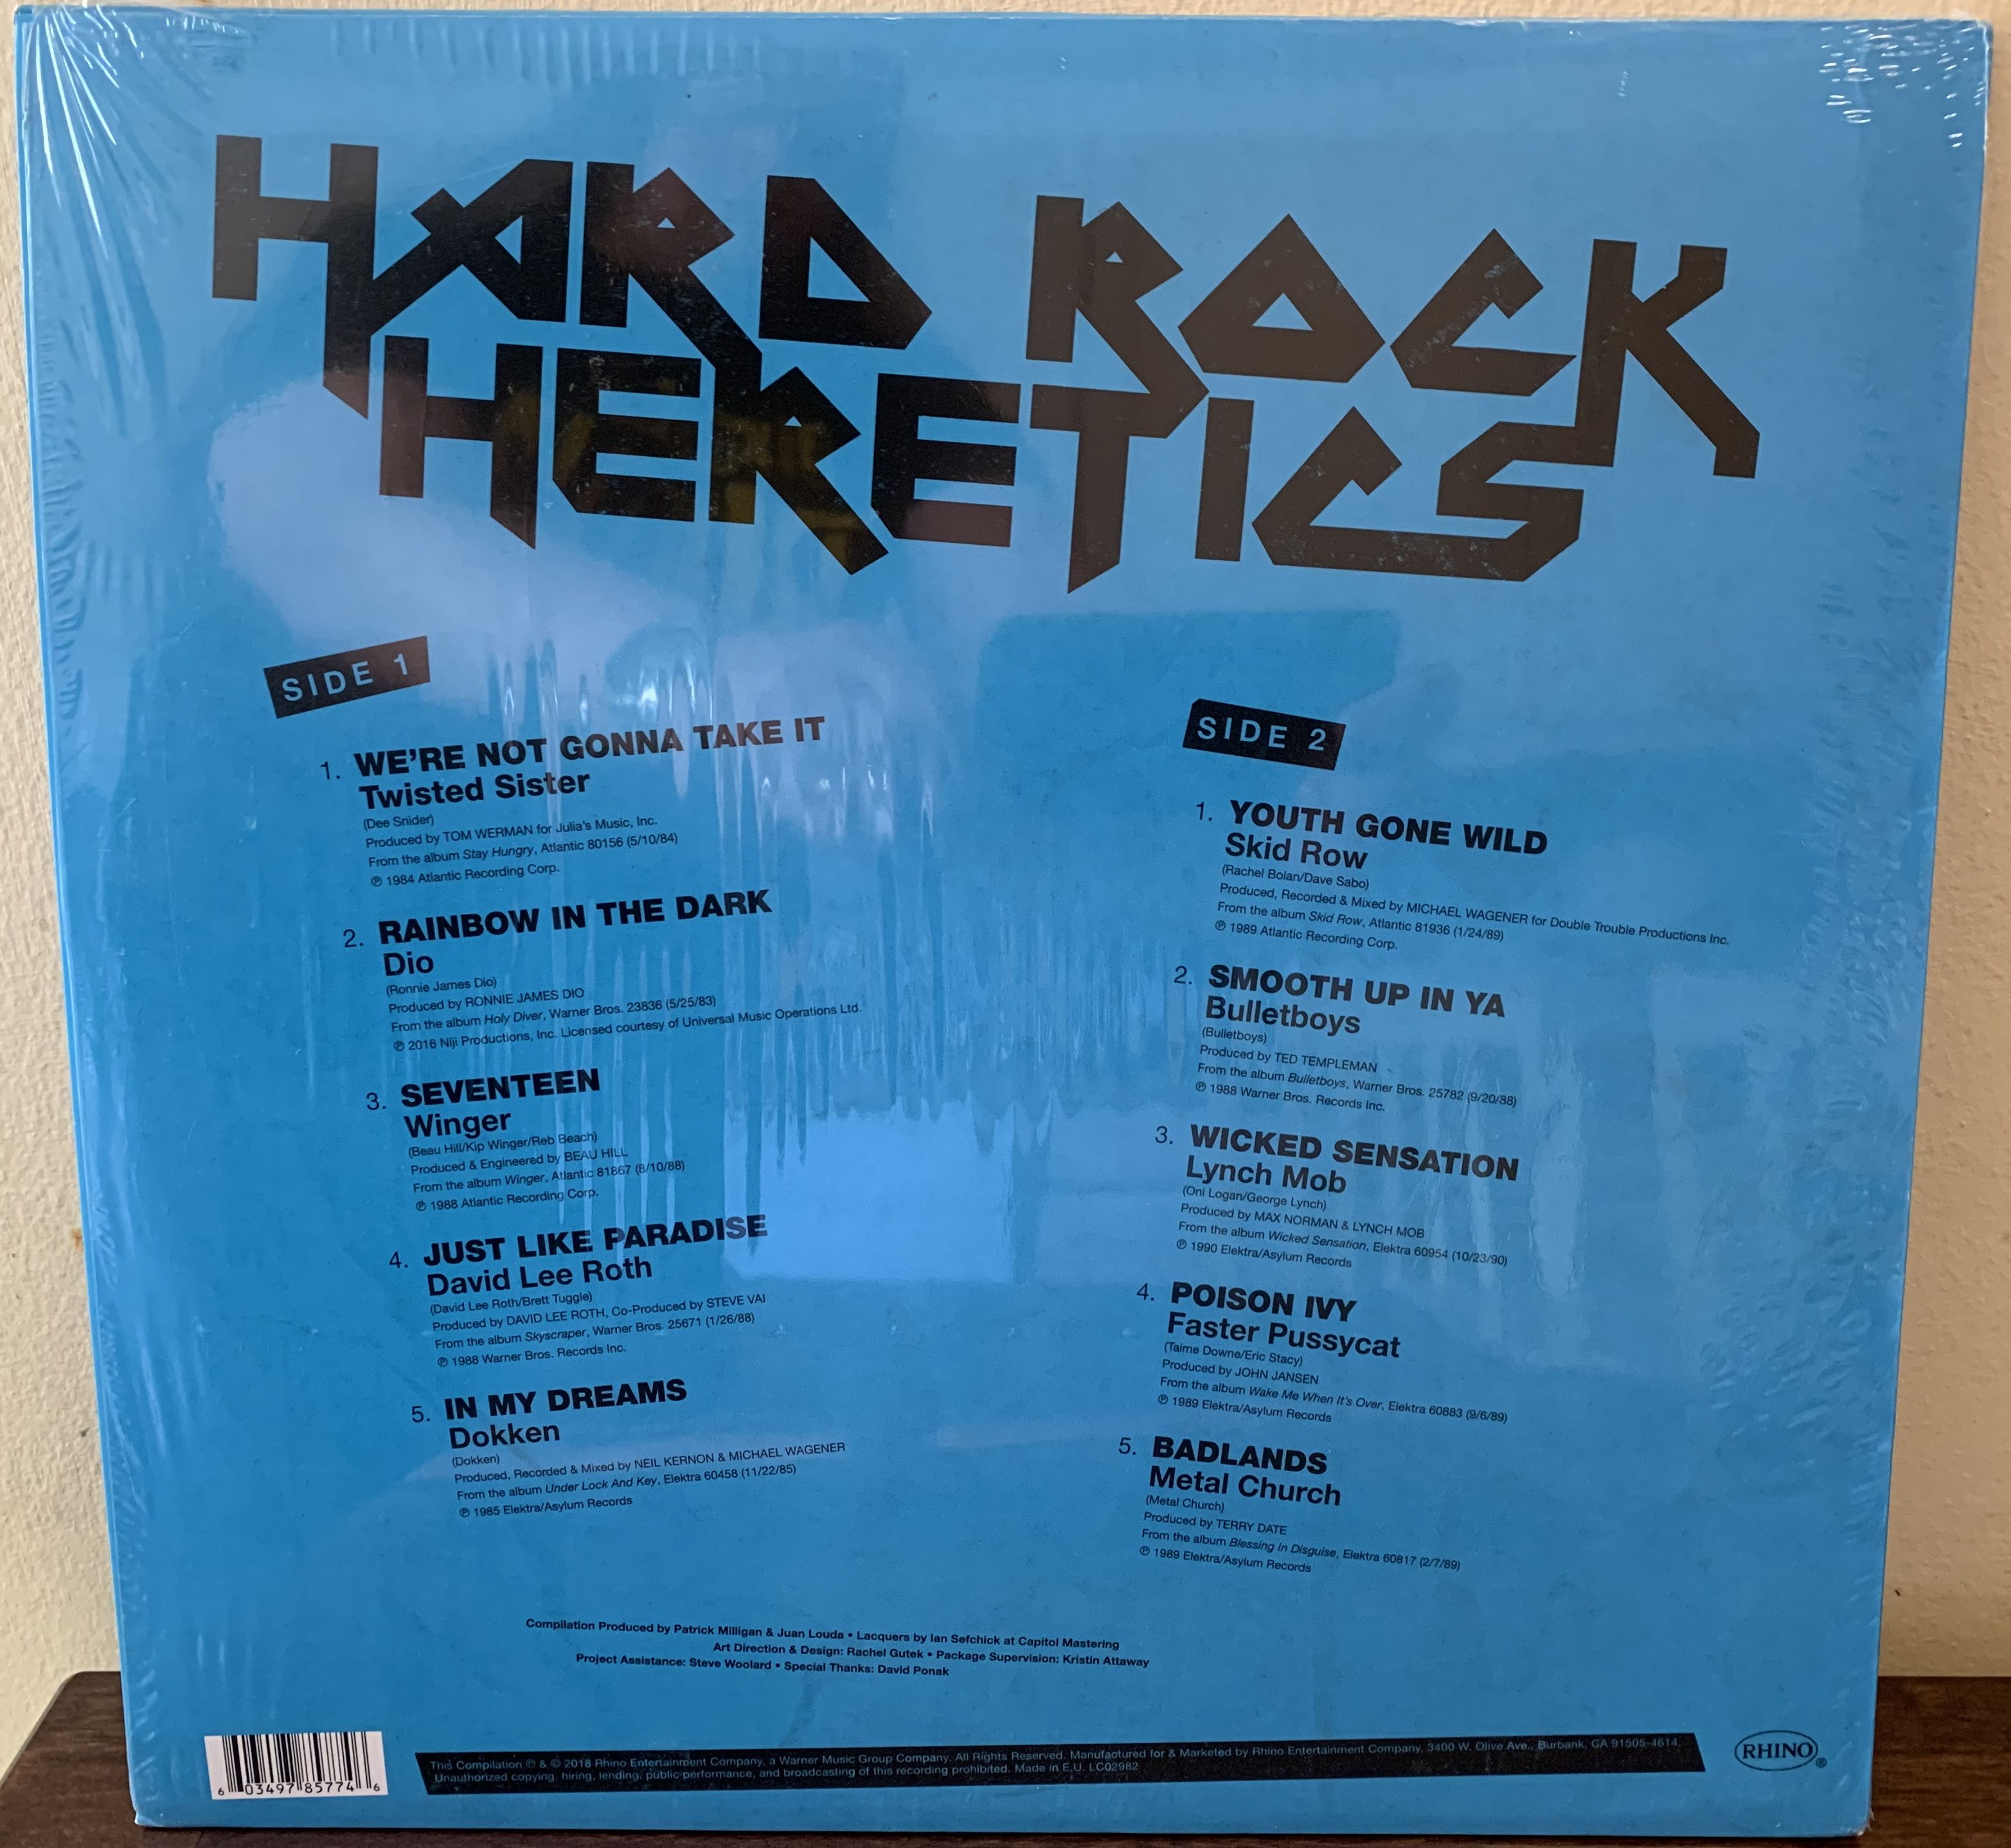 HARD ROCK
HERETICS
SIDE 1
1. WE'RE NOT GONNA TAKE IT
Twisted Sister
(Dee Snider)
Produced by TOM WERMAN for Julia's Music, Inc.
From the album Stay Hungry, Atlantic 80156 (5/10/84)
℗ 1984 Atlantic Recording Corp.
2. RAINBOW IN THE DARK
Dio
(Ronnie James Dio)
Produced by RONNIE JAMES DIO
From the album Holy Diver, Warner Bros. 23836 (5/25/83)
℗ 2016 Niji Productions, Inc. Licensed courtesy of Universal Music Operations Ltd.
3. SEVENTEEN
Winger
(Beau Hill/Kip Winger/Reb Beach)
Produced & Engineered by BEAU HILL
From the album Winger, Atlantic 81867 (8/10/88)
℗ 1988 Atlantic Recording Corp.
4. JUST LIKE PARADISE
David Lee Roth
(David Lee Roth/Brett Tuggle)
Produced by DAVID LEE ROTH, Co-Produced by STEVE VAI
From the album Skyscraper, Warner Bros. 25671 (1/26/88)
℗ 1988 Warner Bros. Records Inc.
5. IN MY DREAMS
Dokken
(Dokken)
Produced, Recorded & Mixed by NEIL KERNON & MICHAEL WAGENER
From the album Under Lock And Key, Elektra 60458 (11/22/85)
℗ 1985 Elektra/Asylum Records
SIDE 2
1. YOUTH GONE WILD
Skid Row
(Rachel Bolan/Dave Sabo)
Produced, Recorded & Mixed by MICHAEL WAGENER for Double Trouble Productions Inc.
From the album Skid Row, Atlantic 81936 (1/24/89)
℗ 1989 Atlantic Recording Corp.
2. SMOOTH UP IN YA
Bulletboys
(Bulletboys)
Produced by TED TEMPLEMAN
From the album Bulletboys, Warner Bros. 25782 (9/20/88)
℗ 1988 Warner Bros. Records Inc.
3. WICKED SENSATION
Lynch Mob
(Oni Logan/George Lynch)
Produced by MAX NORMAN & LYNCH MOB
From the album Wicked Sensation, Elektra 60954 (10/23/90)
℗ 1990 Elektra/Asylum Records
4. POISON IVY
Faster Pussycat
(Taime Downe/Eric Stacy)
Produced by JOHN JANSEN
From the album Wake Me When It's Over, Elektra 60883 (9/6/89)
℗ 1989 Elektra/Asylum Records
5. BADLANDS
Metal Church
(Metal Church)
Produced by TERRY DATE
From the album Blessing In Disguise, Elektra 60817 (2/7/89)
℗ 1989 Elektra/Asylum Records
Compilation Produced by Patrick Milligan & Juan Louda • Lacquers by Ian Sefchick at Capitol Mastering
Art Direction & Design: Rachel Gutek • Package Supervision: Kristin Attaway
Project Assistance: Steve Woolard • Special Thanks: David Ponak
6 03497 85774 6
This Compilation ℗ & © 2018 Rhino Entertainment Company, a Warner Music Group Company. All Rights Reserved. Manufactured for & Marketed by Rhino Entertainment Company, 3400 W. Olive Ave., Burbank, CA 91505-4614.
Unauthorized copying, hiring, lending, public performance, and broadcasting of this recording prohibited. Made in E.U. LC02982
RHINO®